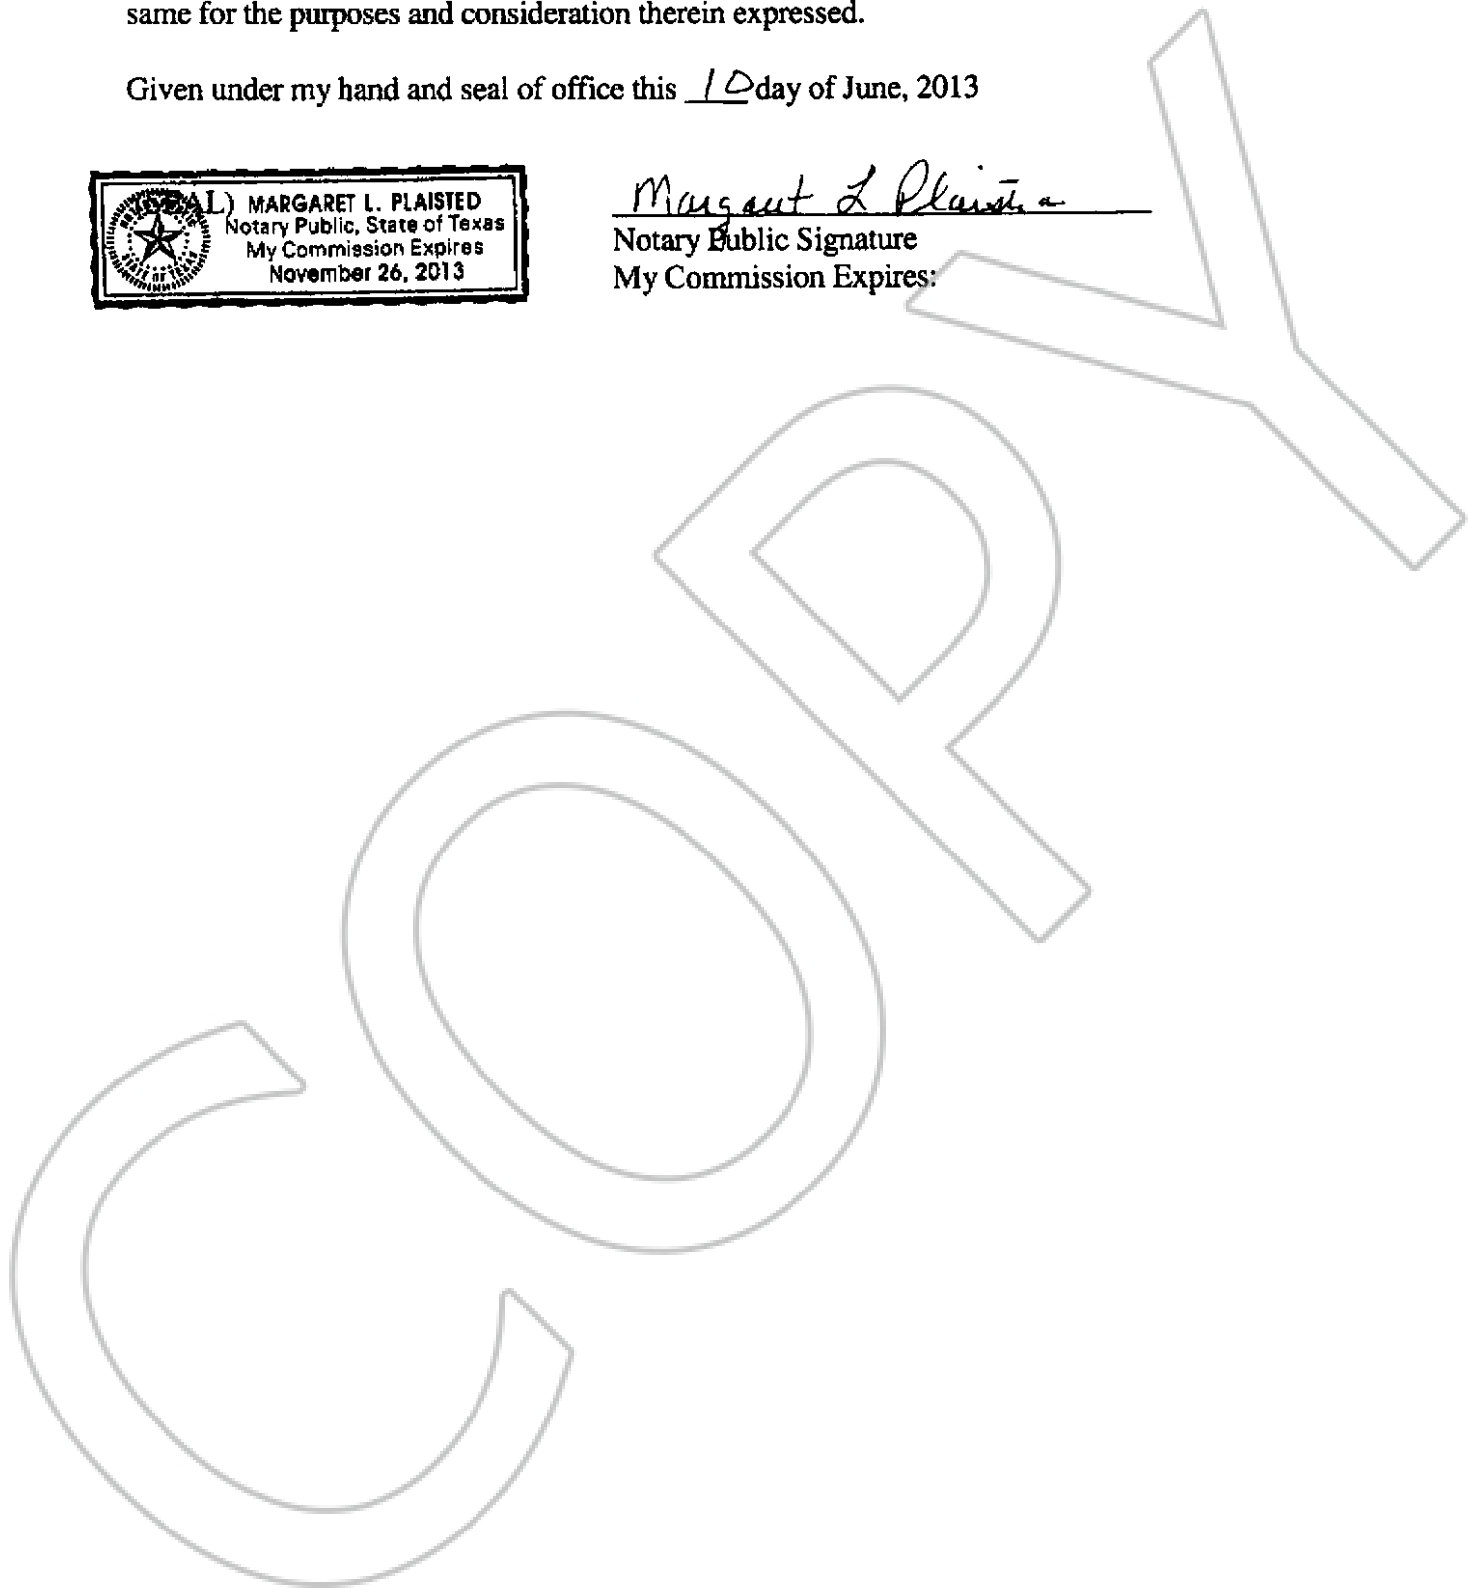 same for the purposes and consideration therein expressed.
Given under my hand and seal of office this 10 day of June, 2013
MARGARET L. PLAISTED
Notary Public, State of Texas
My Commission Expires
November 26, 2013
Margaret L Plaisted
Notary Public Signature
My Commission Expires:
COPY